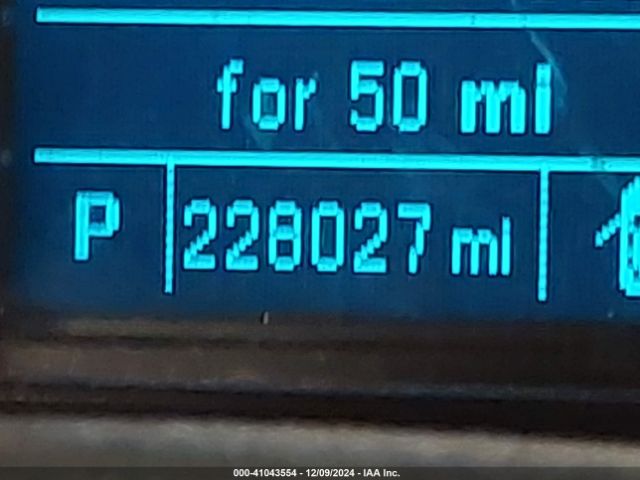 for 50 mi
P 228027 mi
000-41043554 - 12/09/2024 - IAA Inc.